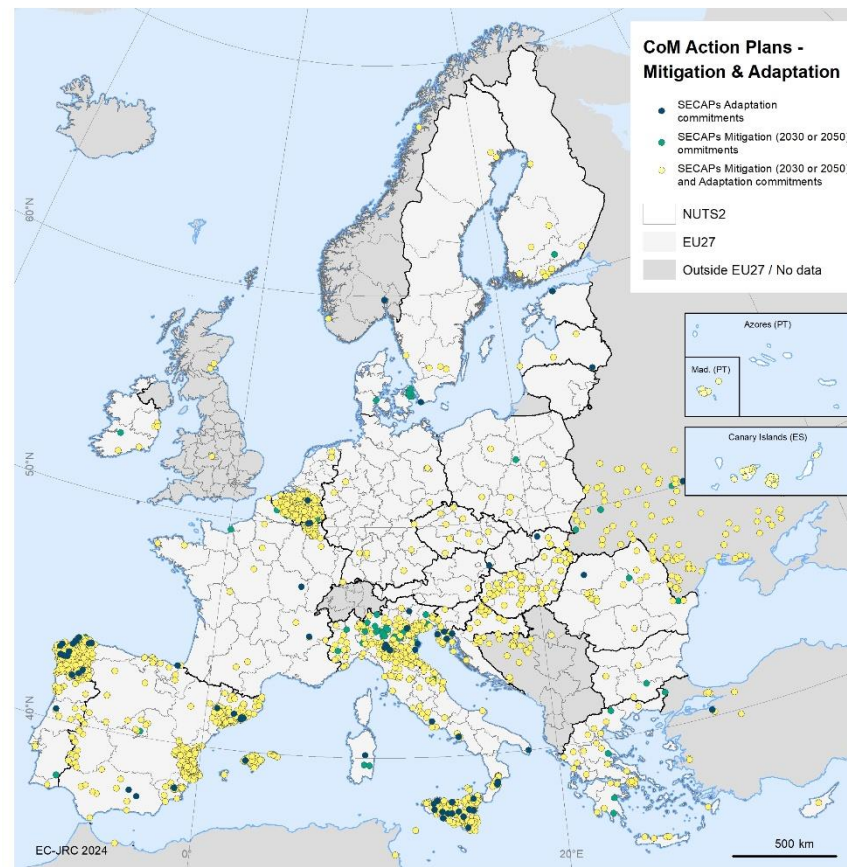 CoM Action Plans -
Mitigation & Adaptation
SECAPs Adaptation
commitments
SECAPs Mitigation (2030 or 2050)
ommitments
SECAPs Mitigation (2030 or 2050)
and Adaptation commitments
NUTS2
EU27
Outside EU27 / No data
60°N
Azores (PT)
Mad. (PT)
Canary Islands (ES)
50°N
40°N
EC-JRC 2024
0°
20°E
500 km